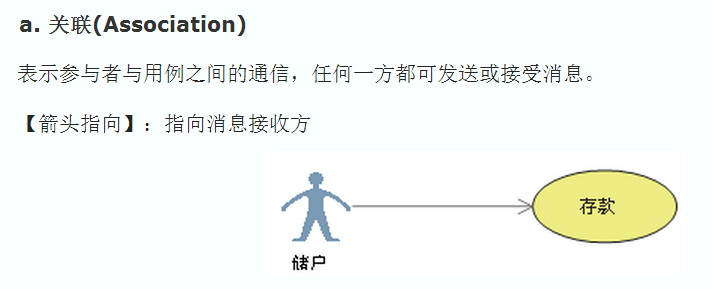 a. 关联(Association)
表示参与者与用例之间的通信，任何一方都可发送或接受消息。
【箭头指向】：指向消息接收方
存款
储户